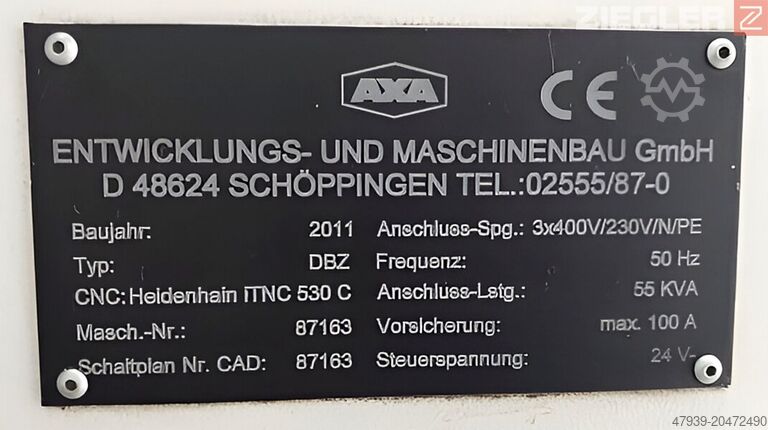 ZIEGLER Z
AXA
CE
ENTWICKLUNGS- UND MASCHINENBAU GmbH
D 48624 SCHÖPPINGEN TEL.:02555/87-0
Baujahr: 2011 Anschluss-Spg.: 3x400V/230V/N/PE
Typ: DBZ Frequenz: 50 Hz
CNC: Heidenhain iTNC 530 C Anschluss-Lstg.: 55 KVA
Masch.-Nr.: 87163 Vorsicherung: max. 100 A
Schaltplan Nr. CAD: 87163 Steuerspannung: 24 V-
47939-20472490